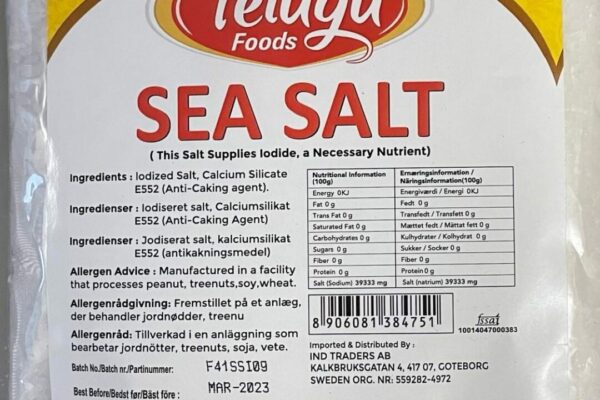 Telugu
Foods
SEA SALT
( This Salt Supplies Iodide, a Necessary Nutrient)
Ingredients : Iodized Salt, Calcium Silicate
E552 (Anti-Caking agent).
Ingredienser : Iodiseret salt, Calciumsilikat
E552 (Anti-Caking Agent)
Ingredienser : Jodiserat salt, kalciumsilikat
E552 (antikakningsmedel)
Allergen Advice : Manufactured in a facility
that processes peanut, treenuts,soy,wheat.
Allergenrådgivning: Fremstillet på et anlæg,
der behandler jordnødder, treenu
Allergenråd: Tillverkad i en anläggning som
bearbetar jordnötter, treenuts, soja, vete.
Batch No./Batch nr./Partinummer: F41SSI09
Best Before/Bedst før/Bäst före : MAR-2023
Nutritional Information (100g) Ernæringsinformation / Näringsinformation(100g)
Energy 0KJ Energiværdi / Energi 0KJ
Fat 0 g Fedt 0 g
Trans Fat 0 g Transfedt / Transfett 0 g
Saturated Fat 0 g Mættet fedt / Mättat fett 0 g
Carbohydrates 0 g Kulhydrater / Kolhydrat 0 g
Sugars 0 g Sukker / Socker 0 g
Fiber 0 g Fiber 0 g
Protein 0 g Protein 0 g
Salt (Sodium) 39333 mg Salt (natrium) 39333 mg
8 906081 384751
fssai
10014047000383
Imported & Distributed By :
IND TRADERS AB
KALKBRUKSGATAN 4, 417 07, GOTEBORG
SWEDEN ORG. NR: 559282-4972